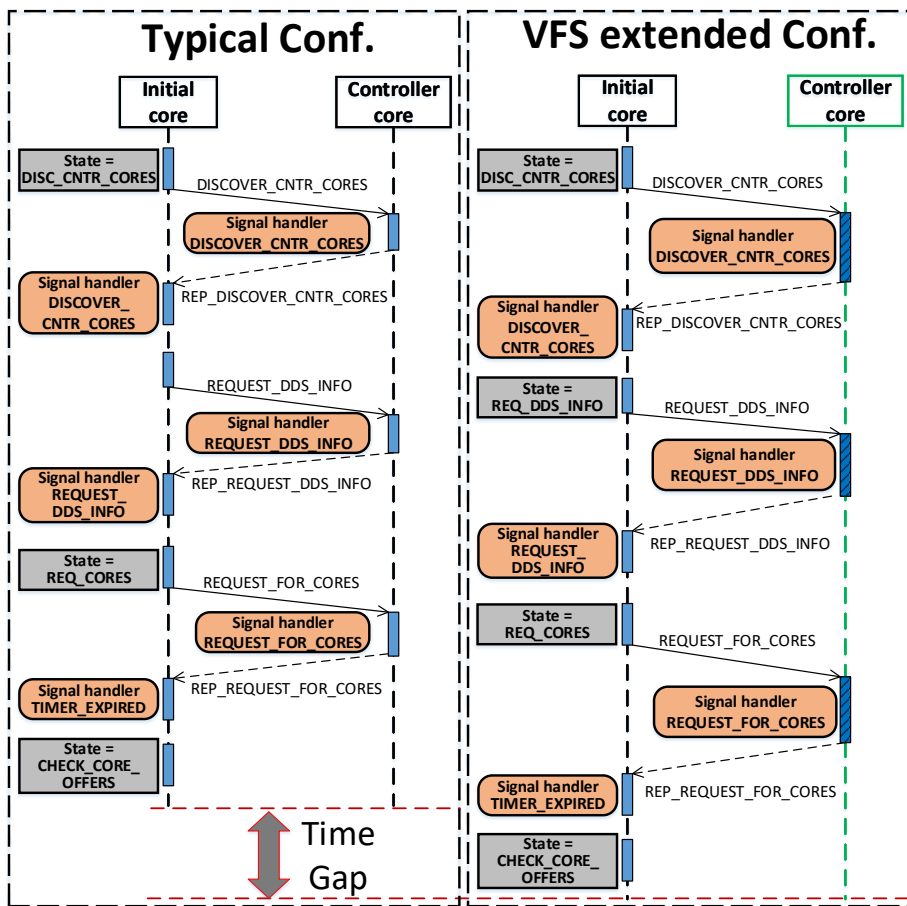 Typical Conf.
Initial
core
Controller
core
State =
DISC_CNTR_CORES
DISCOVER_CNTR_CORES
Signal handler
DISCOVER_CNTR_CORES
Signal handler
DISCOVER_
CNTR_CORES
REP_DISCOVER_CNTR_CORES
REQUEST_DDS_INFO
Signal handler
REQUEST_DDS_INFO
Signal handler
REQUEST_
DDS_INFO
REP_REQUEST_DDS_INFO
State =
REQ_CORES
REQUEST_FOR_CORES
Signal handler
REQUEST_FOR_CORES
Signal handler
TIMER_EXPIRED
REP_REQUEST_FOR_CORES
State =
CHECK_CORE_
OFFERS
Time
Gap
VFS extended Conf.
Initial
core
Controller
core
State =
DISC_CNTR_CORES
DISCOVER_CNTR_CORES
Signal handler
DISCOVER_CNTR_CORES
Signal handler
DISCOVER_
CNTR_CORES
REP_DISCOVER_CNTR_CORES
State =
REQ_DDS_INFO
REQUEST_DDS_INFO
Signal handler
REQUEST_DDS_INFO
Signal handler
REQUEST_
DDS_INFO
REP_REQUEST_DDS_INFO
State =
REQ_CORES
REQUEST_FOR_CORES
Signal handler
REQUEST_FOR_CORES
Signal handler
TIMER_EXPIRED
REP_REQUEST_FOR_CORES
State =
CHECK_CORE_
OFFERS